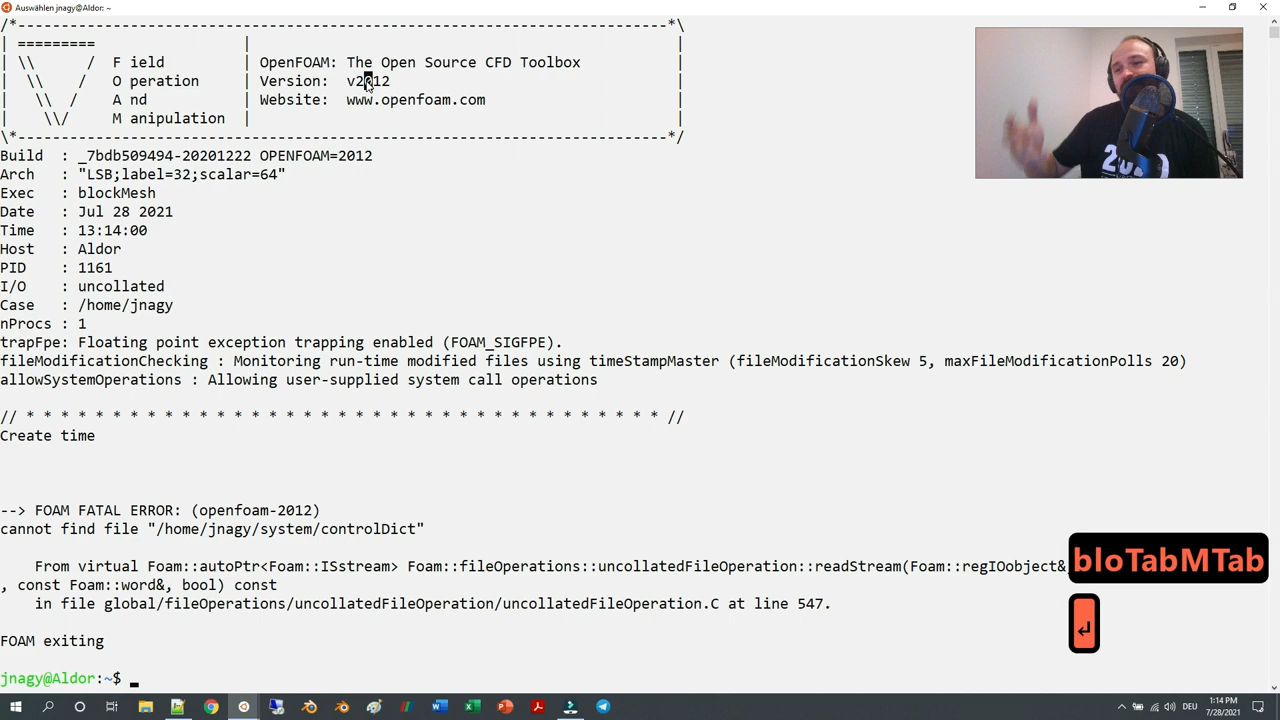 Auswählen jnagy@Aldor: ~
/*---------------------------------------------------------------------------*\
| =========                 |                                                 |
| \\      /  F ield         | OpenFOAM: The Open Source CFD Toolbox           |
|  \\    /   O peration     | Version:  v2012                                 |
|   \\  /    A nd           | Website:  www.openfoam.com                      |
|    \\/     M anipulation  |                                                 |
\*---------------------------------------------------------------------------*/
Build  : _7bdb509494-20201222 OPENFOAM=2012
Arch   : "LSB;label=32;scalar=64"
Exec   : blockMesh
Date   : Jul 28 2021
Time   : 13:14:00
Host   : Aldor
PID    : 1161
I/O    : uncollated
Case   : /home/jnagy
nProcs : 1
trapFpe: Floating point exception trapping enabled (FOAM_SIGFPE).
fileModificationChecking : Monitoring run-time modified files using timeStampMaster (fileModificationSkew 5, maxFileModificationPolls 20)
allowSystemOperations : Allowing user-supplied system call operations
// * * * * * * * * * * * * * * * * * * * * * * * * * * * * * * * * * * * * * //
Create time
--> FOAM FATAL ERROR: (openfoam-2012)
cannot find file "/home/jnagy/system/controlDict"
    From virtual Foam::autoPtr<Foam::ISstream> Foam::fileOperations::uncollatedFileOperation::readStream(Foam::regIOobject&
, const Foam::word&, bool) const
    in file global/fileOperations/uncollatedFileOperation/uncollatedFileOperation.C at line 547.
FOAM exiting
jnagy@Aldor:~$
bloTabMTab
DEU
1:14 PM
7/28/2021